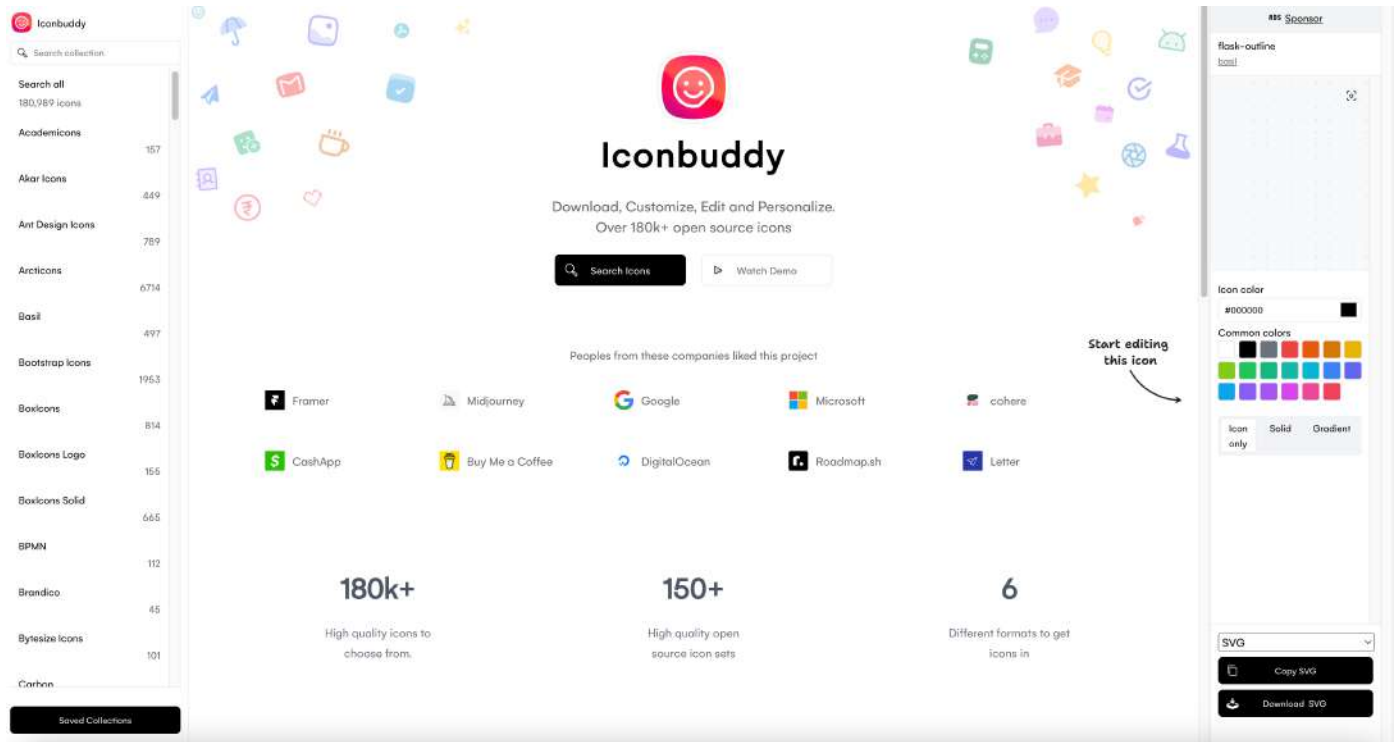 Iconbuddy
Search collection
Search all
180,989 icons
Academicons
157
Akar Icons
449
Ant Design Icons
789
Arcticons
6714
Basil
497
Bootstrap Icons
1953
BoxIcons
814
BoxIcons Logo
155
BoxIcons Solid
665
BPMN
112
Brandico
45
Bytesize Icons
101
Carbon
Saved Collections
Iconbuddy
Download, Customize, Edit and Personalize.
Over 180k+ open source icons
Search Icons
Watch Demo
Peoples from these companies liked this project
Framer
Midjourney
Google
Microsoft
cohere
CashApp
Buy Me a Coffee
DigitalOcean
Roadmap.sh
Letter
180k+
High quality icons to
choose from.
150+
High quality open
source icon sets
6
Different formats to get
icons in
Start editing
this icon
ADS Sponsor
flask-outline
basil
Icon color
#000000
Common colors
Icon
only
Solid
Gradient
SVG
Copy SVG
Download SVG